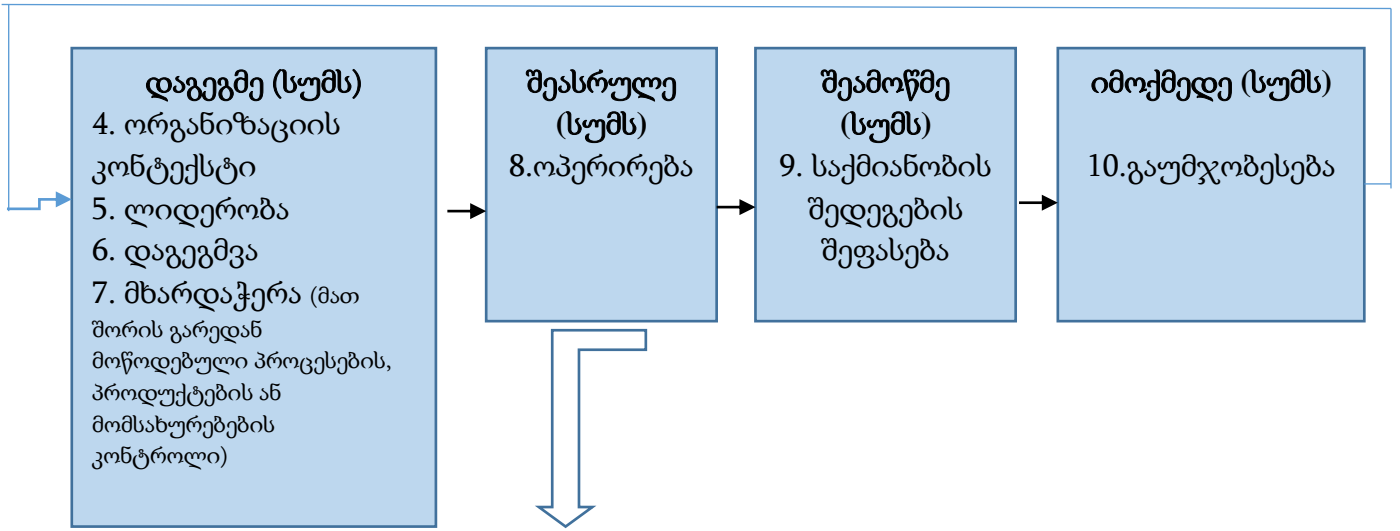 დაგეგმე (სუმს)
4. ორგანიზაციის
კონტექსტი
5. ლიდერობა
6. დაგეგმვა
7. მხარდაჭერა (მათ
შორის გარედან
მოწოდებული პროცესების,
პროდუქტების ან
მომსახურებების
კონტროლი)
შეასრულე
(სუმს)
8.ოპერირება
შეამოწმე
(სუმს)
9. საქმიანობის
შედეგების
შეფასება
იმოქმედე (სუმს)
10.გაუმჯობესება